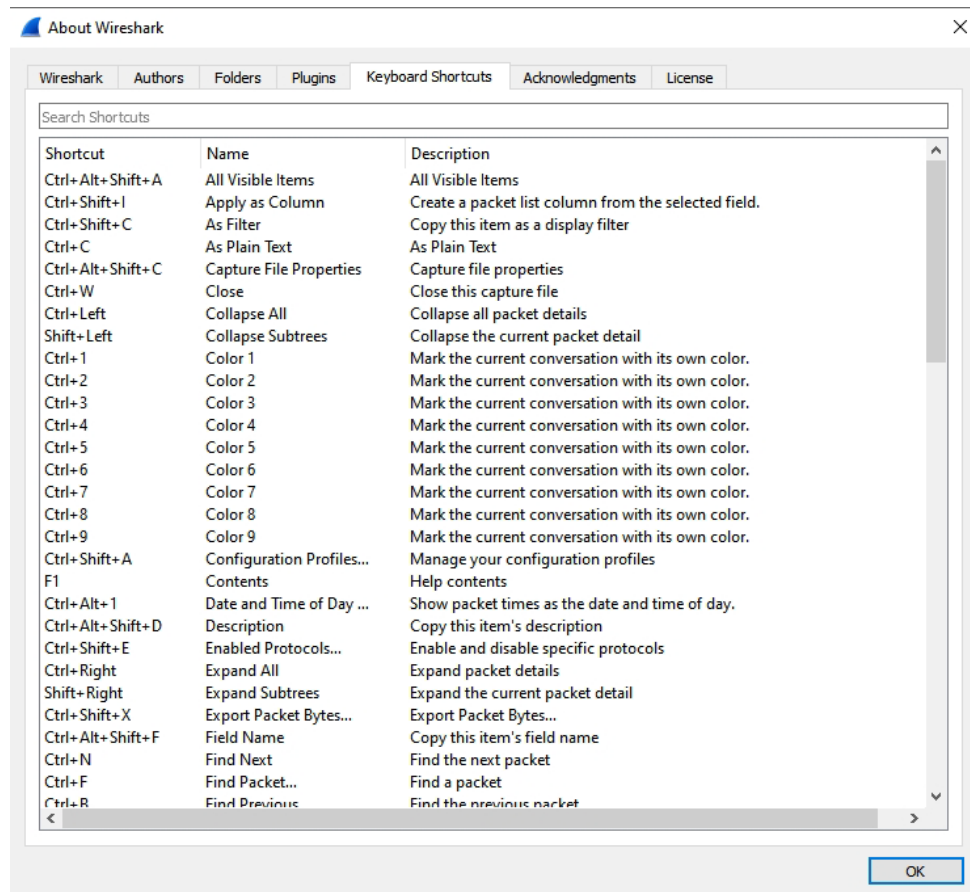 About Wireshark
Wireshark Authors Folders Plugins Keyboard Shortcuts Acknowledgments License
Search Shortcuts
Shortcut Name Description
Ctrl+Alt+Shift+A All Visible Items All Visible Items
Ctrl+Shift+I Apply as Column Create a packet list column from the selected field.
Ctrl+Shift+C As Filter Copy this item as a display filter
Ctrl+C As Plain Text As Plain Text
Ctrl+Alt+Shift+C Capture File Properties Capture file properties
Ctrl+W Close Close this capture file
Ctrl+Left Collapse All Collapse all packet details
Shift+Left Collapse Subtrees Collapse the current packet detail
Ctrl+1 Color 1 Mark the current conversation with its own color.
Ctrl+2 Color 2 Mark the current conversation with its own color.
Ctrl+3 Color 3 Mark the current conversation with its own color.
Ctrl+4 Color 4 Mark the current conversation with its own color.
Ctrl+5 Color 5 Mark the current conversation with its own color.
Ctrl+6 Color 6 Mark the current conversation with its own color.
Ctrl+7 Color 7 Mark the current conversation with its own color.
Ctrl+8 Color 8 Mark the current conversation with its own color.
Ctrl+9 Color 9 Mark the current conversation with its own color.
Ctrl+Shift+A Configuration Profiles... Manage your configuration profiles
F1 Contents Help contents
Ctrl+Alt+1 Date and Time of Day ... Show packet times as the date and time of day.
Ctrl+Alt+Shift+D Description Copy this item's description
Ctrl+Shift+E Enabled Protocols... Enable and disable specific protocols
Ctrl+Right Expand All Expand packet details
Shift+Right Expand Subtrees Expand the current packet detail
Ctrl+Shift+X Export Packet Bytes... Export Packet Bytes...
Ctrl+Alt+Shift+F Field Name Copy this item's field name
Ctrl+N Find Next Find the next packet
Ctrl+F Find Packet... Find a packet
Ctrl+B Find Previous Find the previous packet
OK